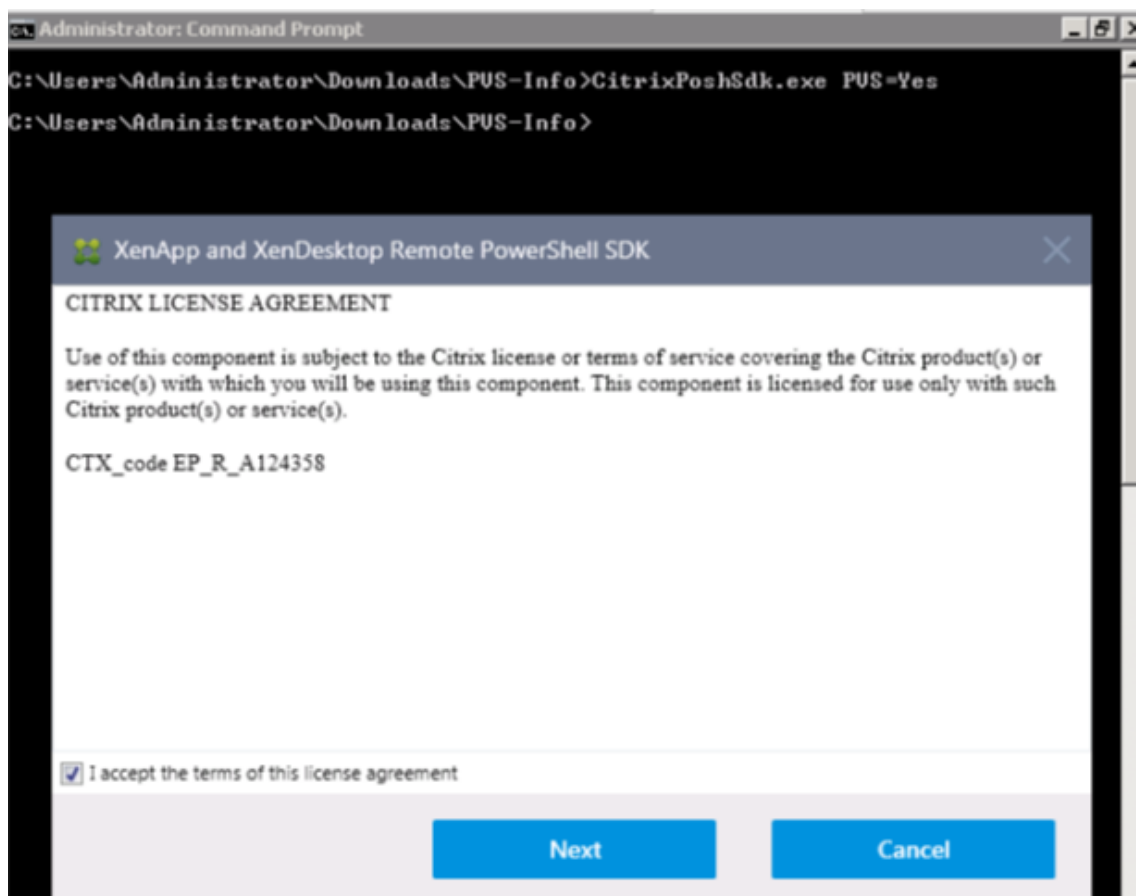 Administrator: Command Prompt
C:\Users\Administrator\Downloads\PVS-Info>CitrixPoshSdk.exe PVS=Yes
C:\Users\Administrator\Downloads\PVS-Info>
XenApp and XenDesktop Remote PowerShell SDK
CITRIX LICENSE AGREEMENT
Use of this component is subject to the Citrix license or terms of service covering the Citrix product(s) or
service(s) with which you will be using this component. This component is licensed for use only with such
Citrix product(s) or service(s).
CTX_code EP_R_A124358
I accept the terms of this license agreement
Next
Cancel